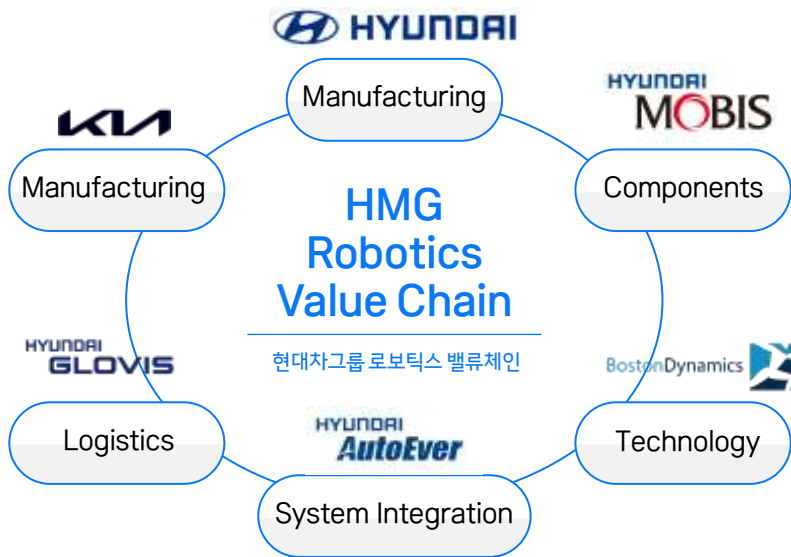 HYUNDAI
Manufacturing
HYUNDAI
MOBIS
Components
KIA
Manufacturing
HMG
Robotics
Value Chain
현대차그룹 로보틱스 밸류체인
HYUNDAI
GLOVIS
Logistics
BostonDynamics
Technology
HYUNDAI
AutoEver
System Integration